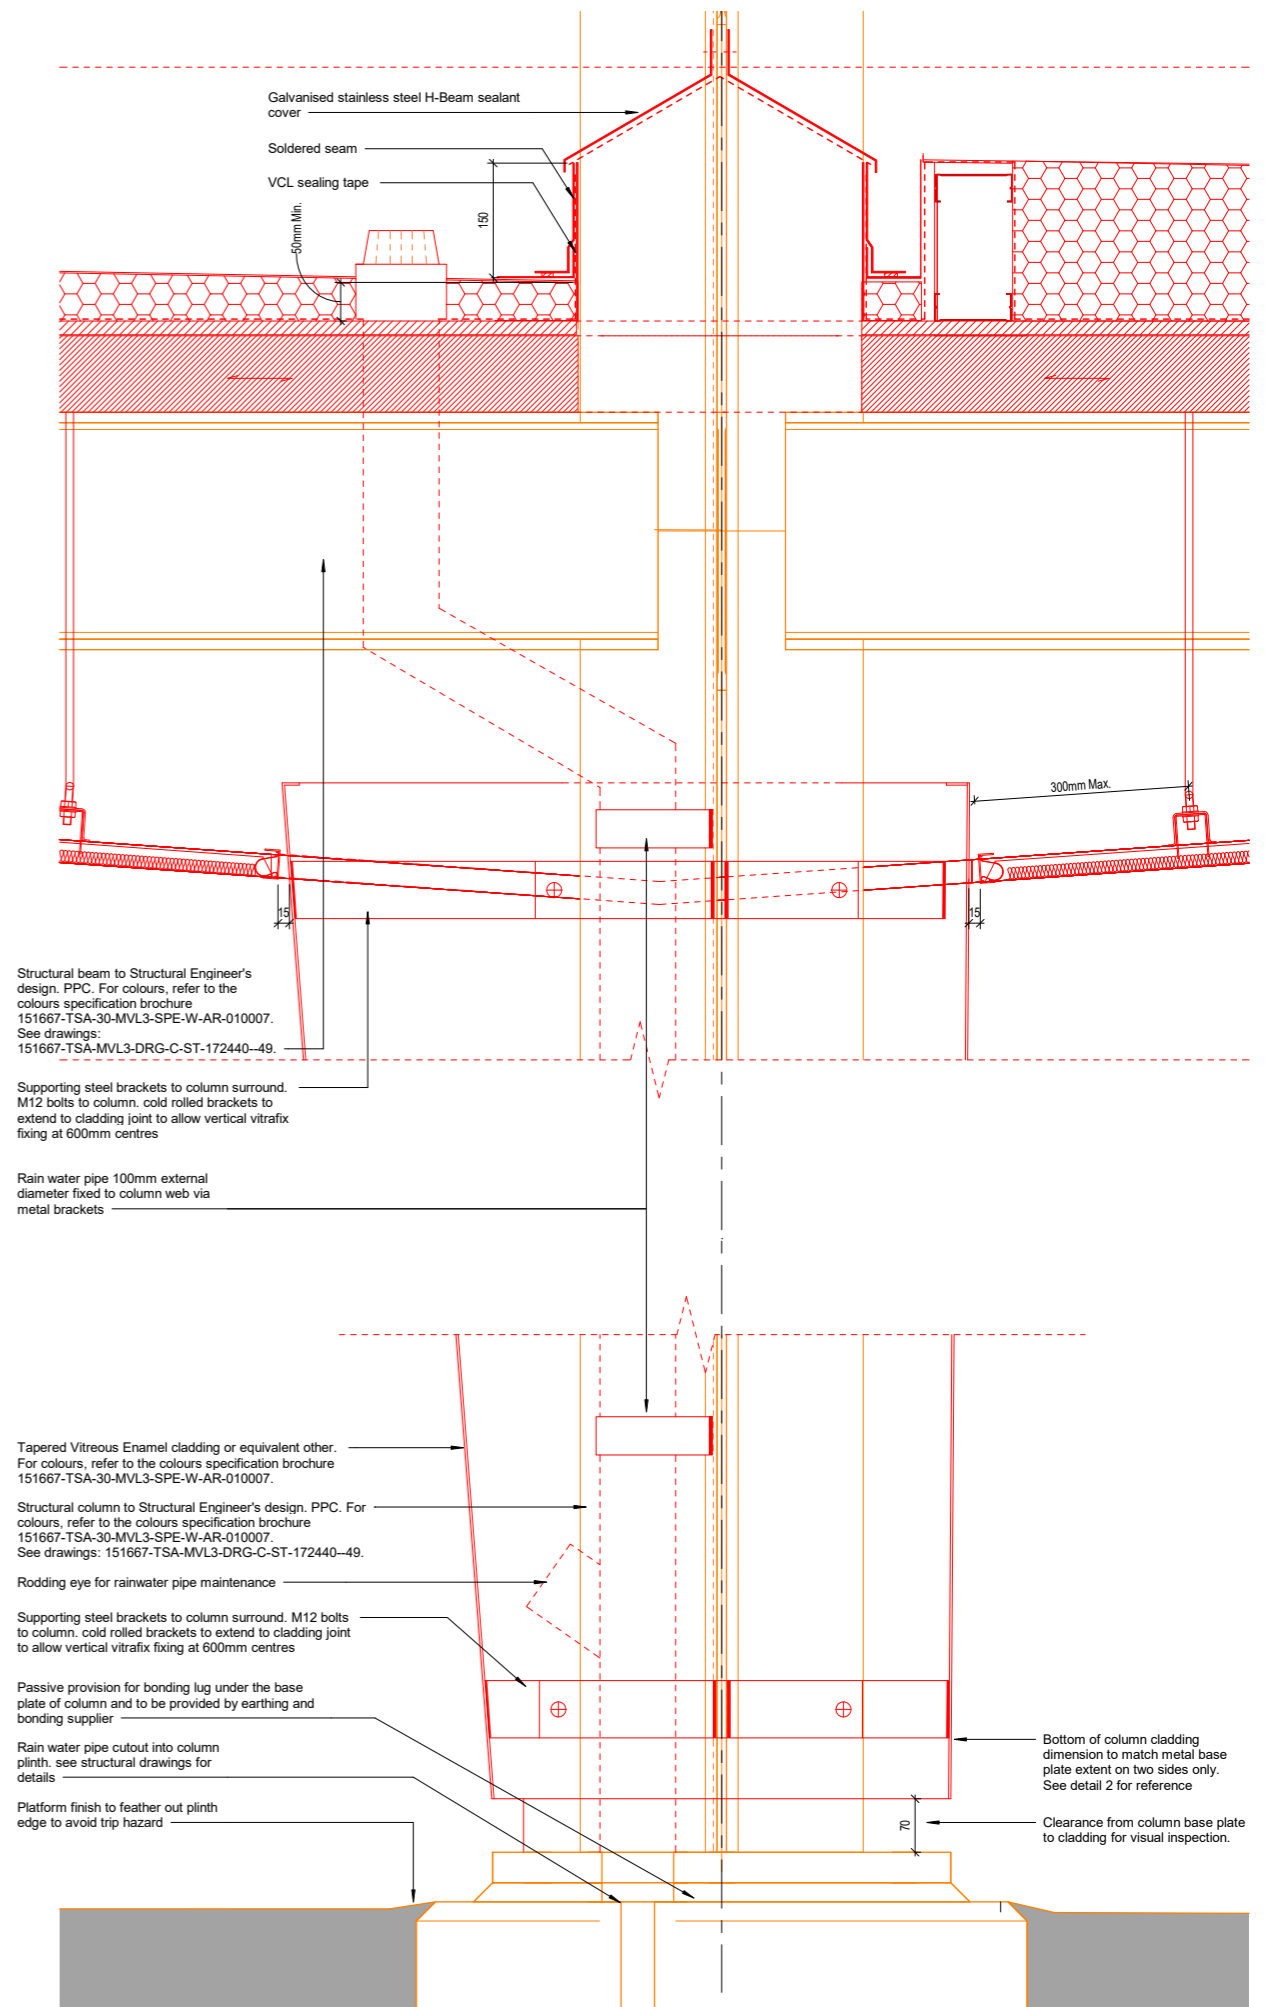 Galvanised stainless steel H-Beam sealant
cover
Soldered seam
VCL sealing tape
150
50mm Min.
300mm Max.
15
15
Structural beam to Structural Engineer's
design. PPC. For colours, refer to the
colours specification brochure
151667-TSA-30-MVL3-SPE-W-AR-010007.
See drawings:
151667-TSA-MVL3-DRG-C-ST-172440--49.
Supporting steel brackets to column surround.
M12 bolts to column. cold rolled brackets to
extend to cladding joint to allow vertical vitrafix
fixing at 600mm centres
Rain water pipe 100mm external
diameter fixed to column web via
metal brackets
Tapered Vitreous Enamel cladding or equivalent other.
For colours, refer to the colours specification brochure
151667-TSA-30-MVL3-SPE-W-AR-010007.
Structural column to Structural Engineer's design. PPC. For
colours, refer to the colours specification brochure
151667-TSA-30-MVL3-SPE-W-AR-010007.
See drawings: 151667-TSA-MVL3-DRG-C-ST-172440--49.
Rodding eye for rainwater pipe maintenance
Supporting steel brackets to column surround. M12 bolts
to column. cold rolled brackets to extend to cladding joint
to allow vertical vitrafix fixing at 600mm centres
Passive provision for bonding lug under the base
plate of column and to be provided by earthing and
bonding supplier
Rain water pipe cutout into column
plinth. see structural drawings for
details
Platform finish to feather out plinth
edge to avoid trip hazard
Bottom of column cladding
dimension to match metal base
plate extent on two sides only.
See detail 2 for reference
70
Clearance from column base plate
to cladding for visual inspection.